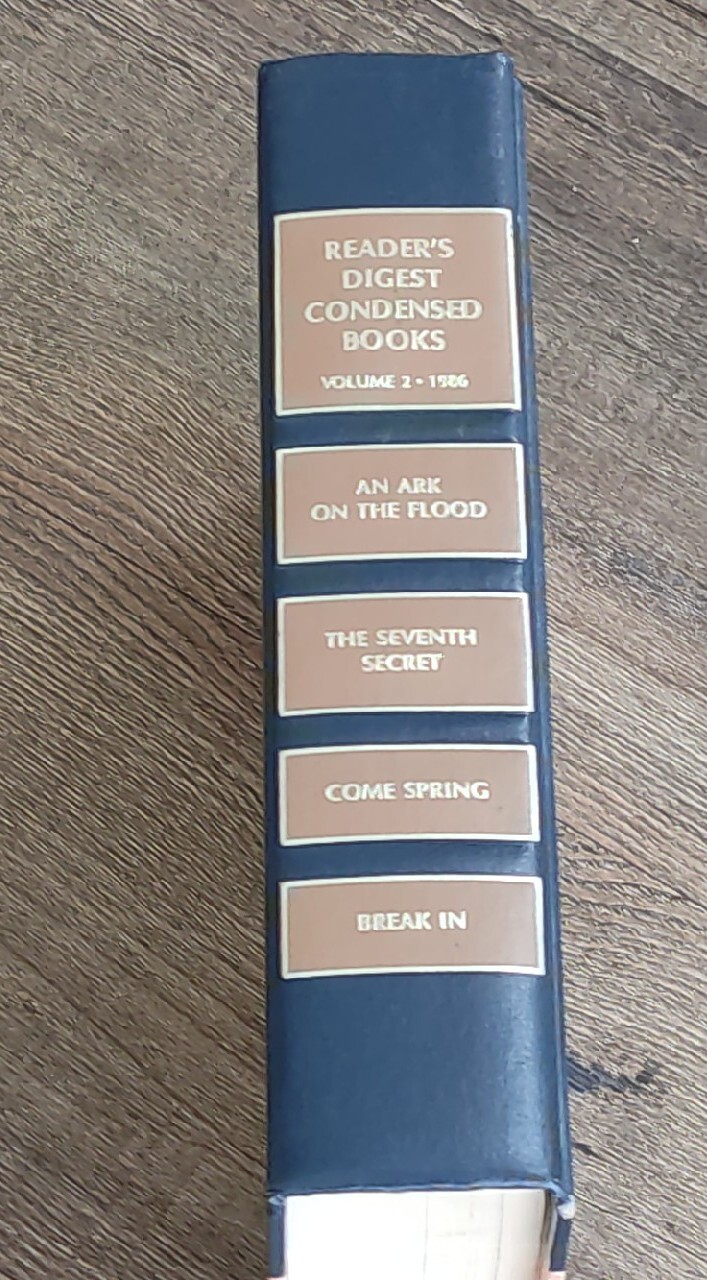 READER'S
DIGEST
CONDENSED
BOOKS
VOLUME 2 • 1986
AN ARK
ON THE FLOOD
THE SEVENTH
SECRET
COME SPRING
BREAK IN